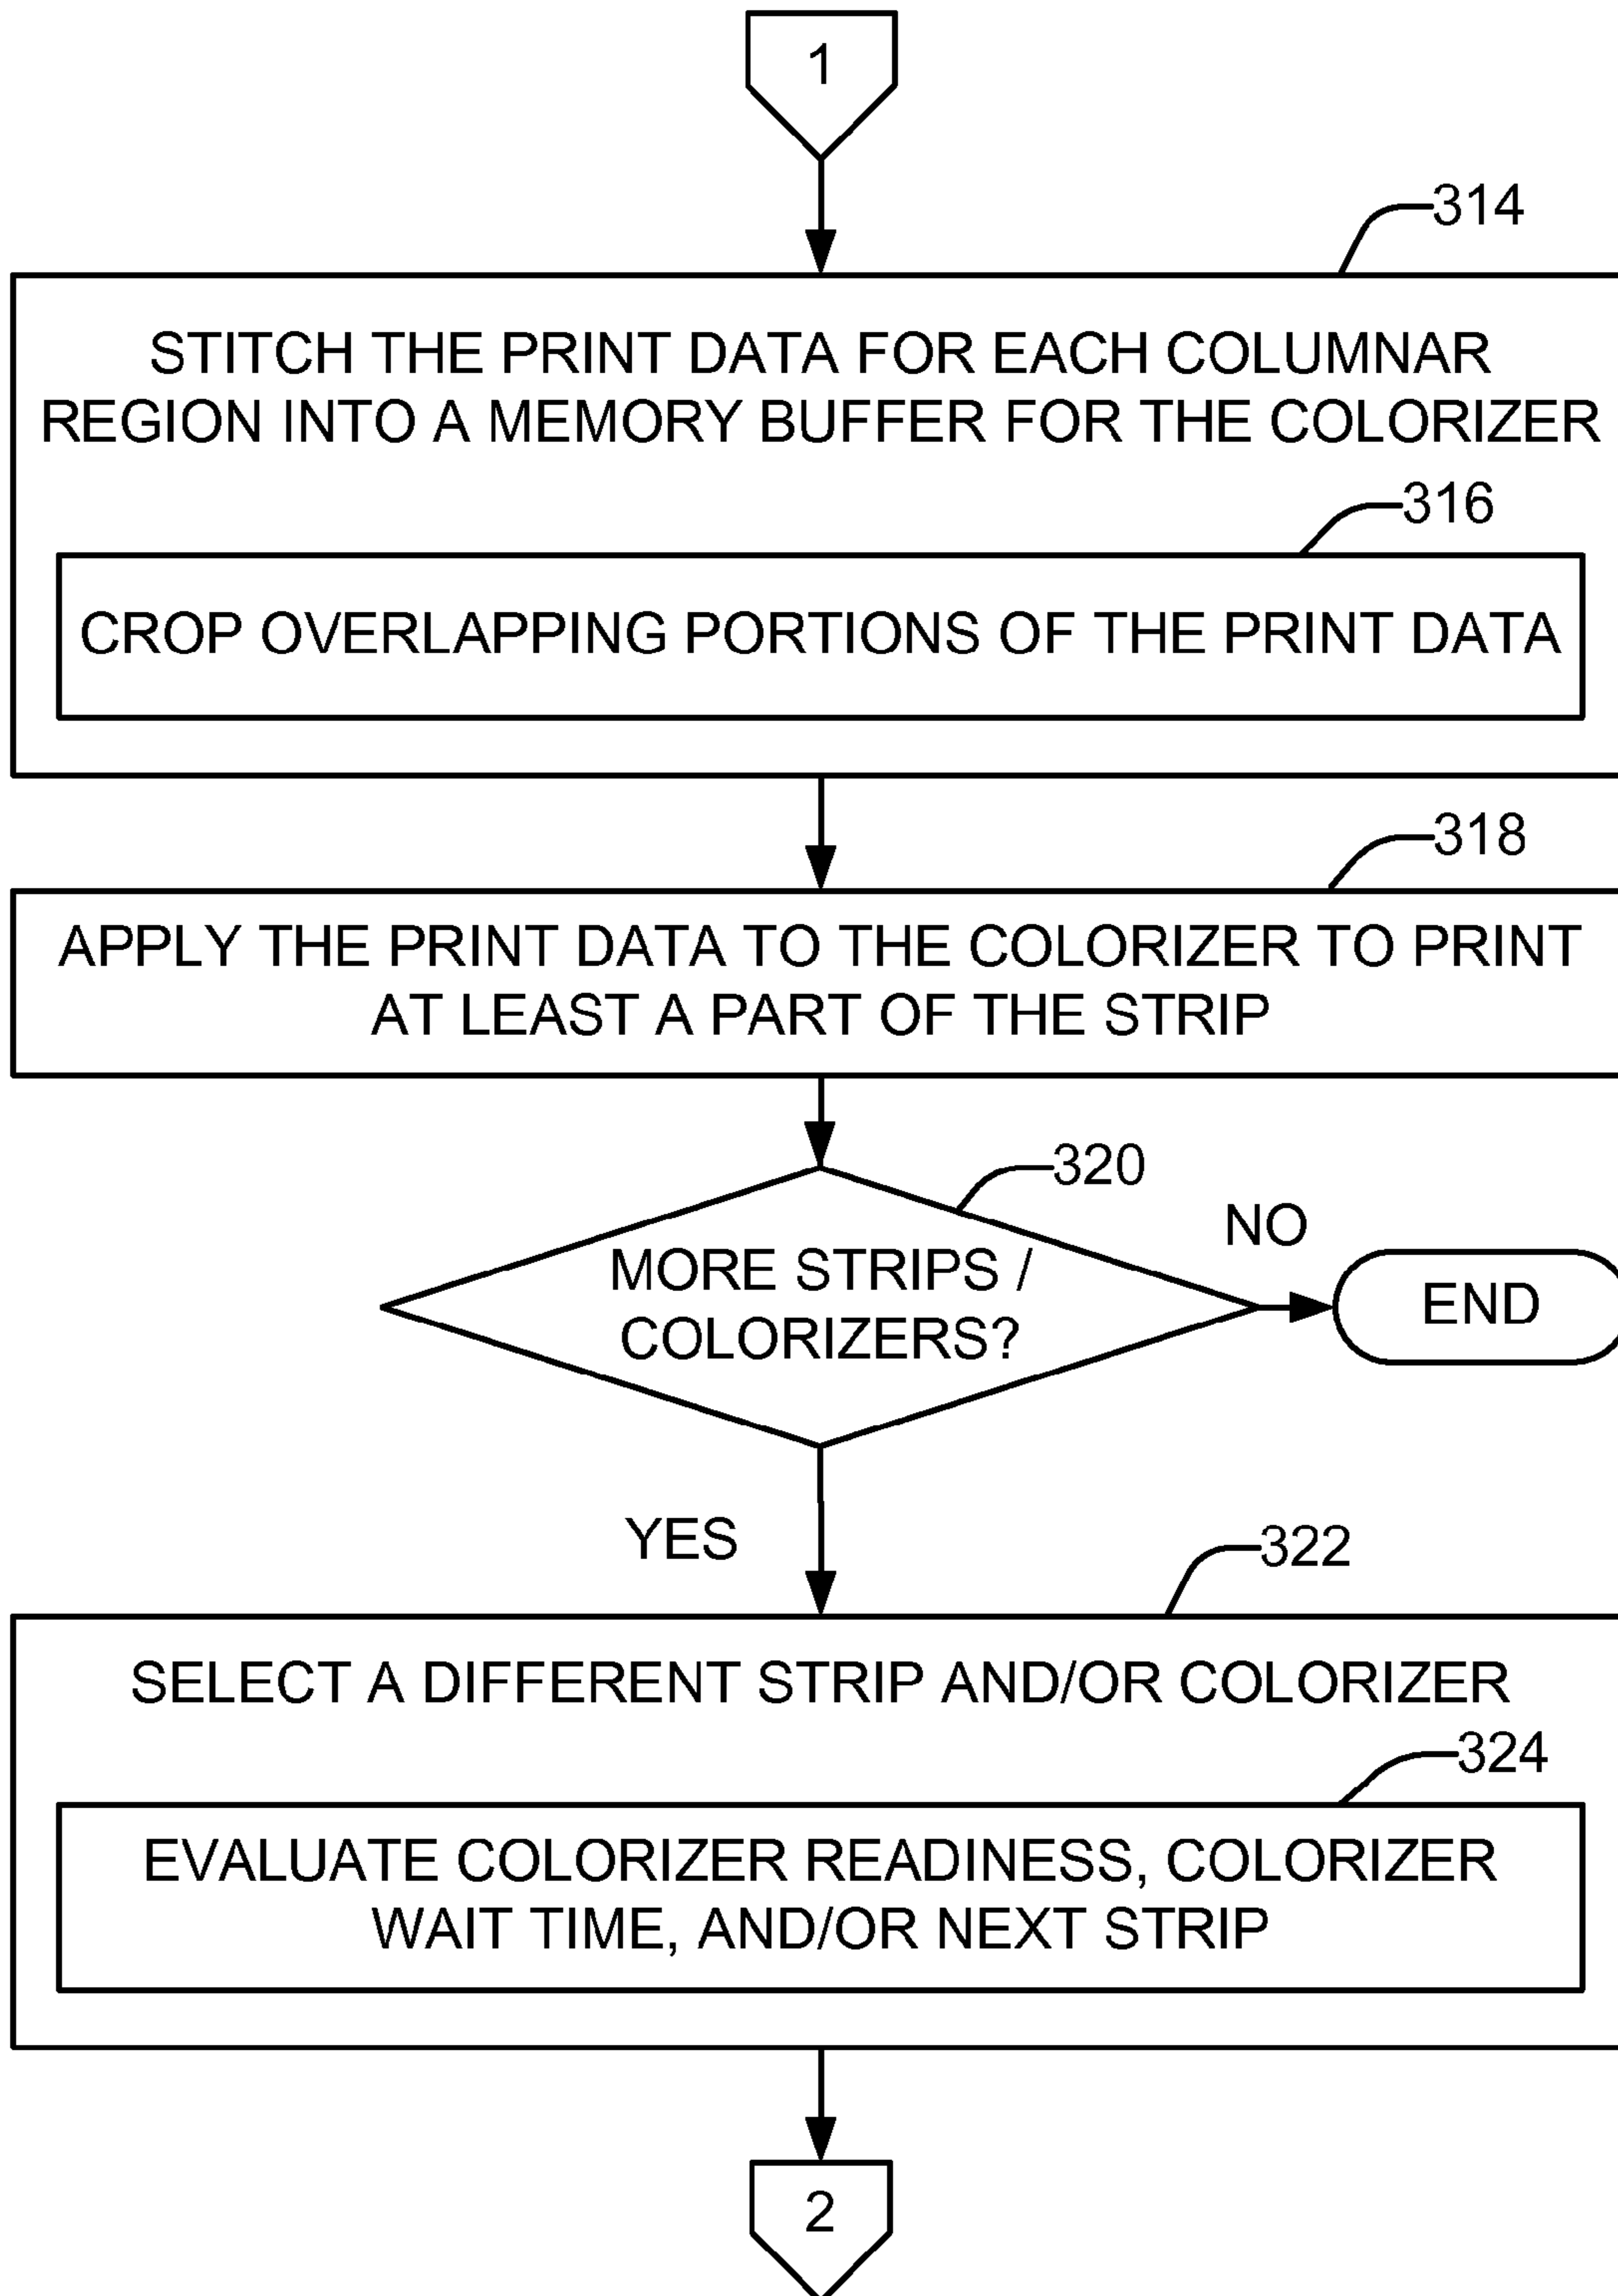 1
314
STITCH THE PRINT DATA FOR EACH COLUMNAR
REGION INTO A MEMORY BUFFER FOR THE COLORIZER
316
CROP OVERLAPPING PORTIONS OF THE PRINT DATA
318
APPLY THE PRINT DATA TO THE COLORIZER TO PRINT
AT LEAST A PART OF THE STRIP
320
NO
MORE STRIPS /
COLORIZERS?
END
YES
322
SELECT A DIFFERENT STRIP AND/OR COLORIZER
324
EVALUATE COLORIZER READINESS, COLORIZER
WAIT TIME, AND/OR NEXT STRIP
2